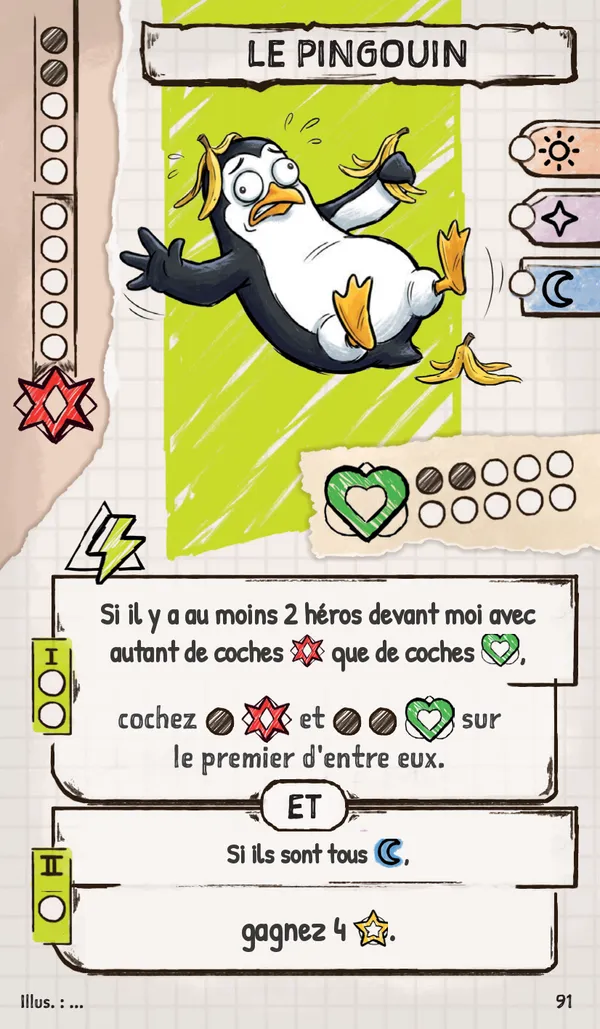 LE PINGOUIN
Si il y a au moins 2 héros devant moi avec
autant de coches que de coches ,
I
cochez et sur
le premier d'entre eux.
ET
Si ils sont tous ,
II
gagnez 4 .
Illus. : ...
91